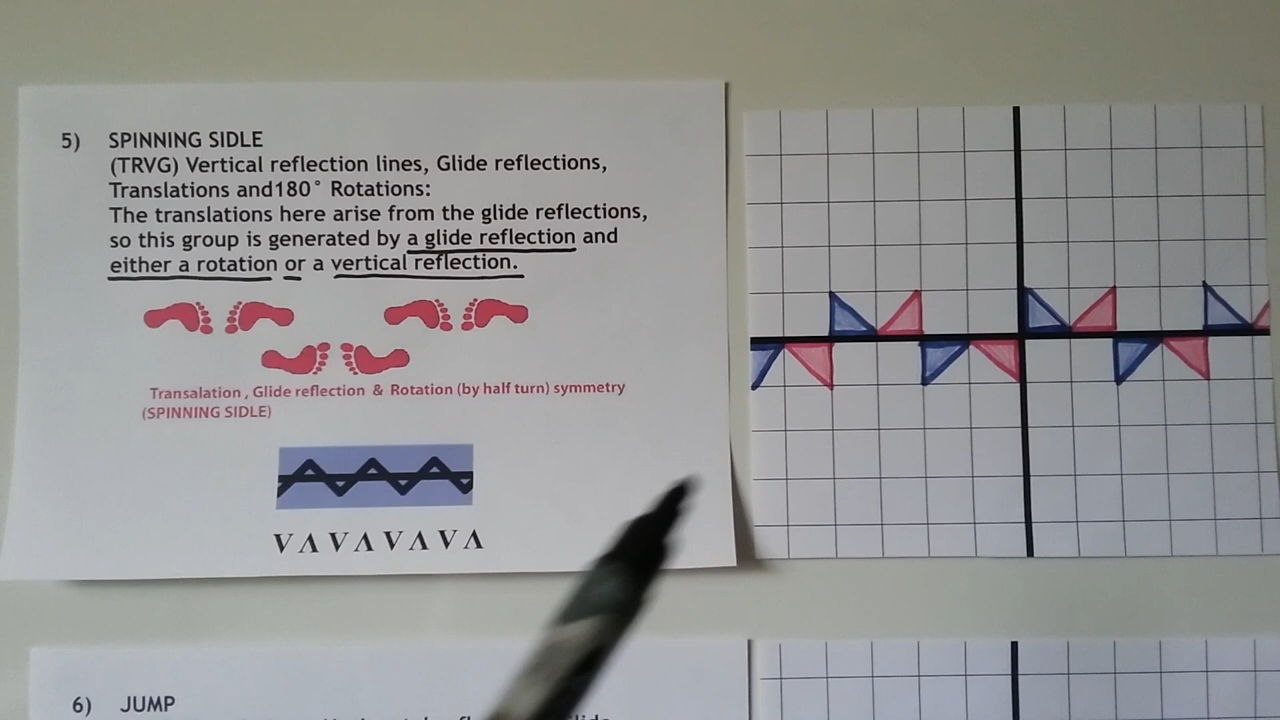 5) SPINNING SIDLE
(TRVG) Vertical reflection lines, Glide reflections,
Translations and180° Rotations:
The translations here arise from the glide reflections,
so this group is generated by a glide reflection and
either a rotation or a vertical reflection.
Transalation , Glide reflection & Rotation (by half turn) symmetry
(SPINNING SIDLE)
V Λ V Λ V Λ V Λ
6) JUMP